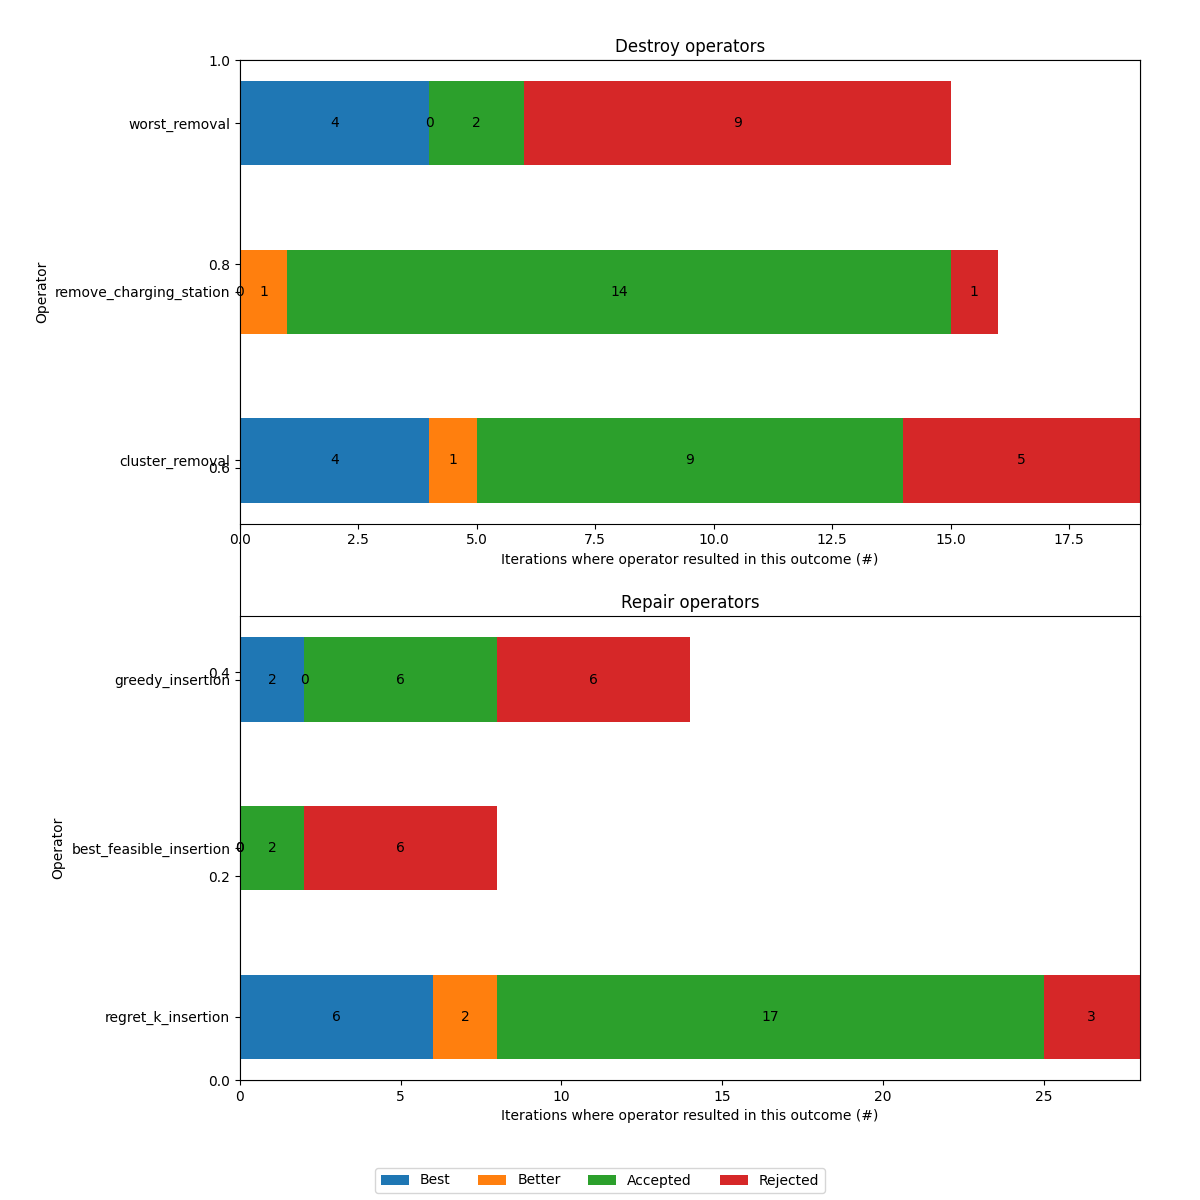 Destroy operators
1.0
worst_removal 4 0 2 9
0.8
Operator
remove_charging_station 0 1 14 1
cluster_removal 4 1 9 5
0.6
0.0 2.5 5.0 7.5 10.0 12.5 15.0 17.5
Iterations where operator resulted in this outcome (#)
Repair operators
0.4
greedy_insertion 2 0 6 6
Operator
best_feasible_insertion 0 0 2 6
0.2
regret_k_insertion 6 2 17 3
0.0
0 5 10 15 20 25
Iterations where operator resulted in this outcome (#)
Best Better Accepted Rejected